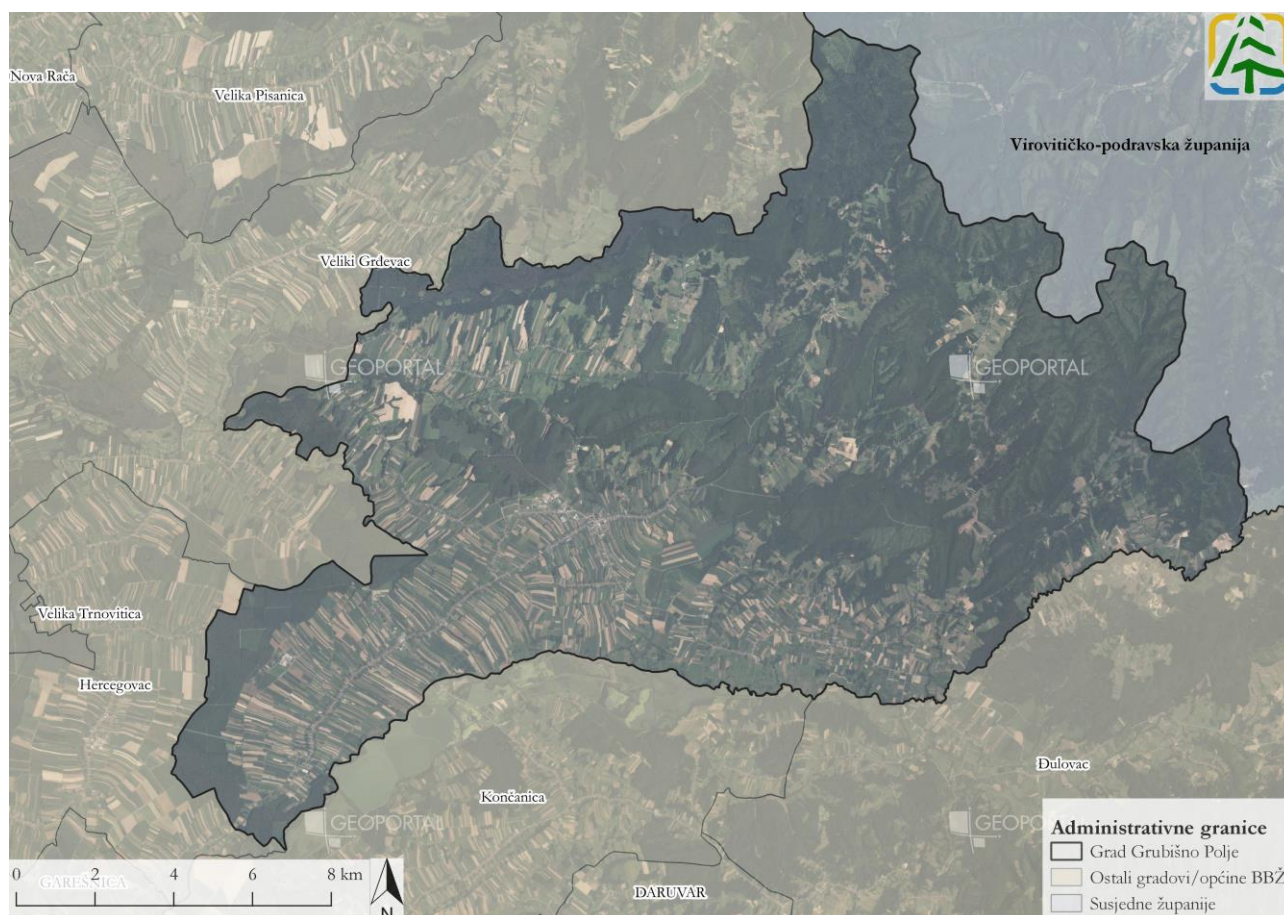 Nova Rača
Velika Pisanica
Virovitičko-podravska županija
Veliki Grđevac
GEOPORTAL
GEOPORTAL
Velika Trnovitica
Hercegovac
Đulovac
Končanica
GEOPORTAL
GEOPO
Administrativne granice
Grad Grubišno Polje
Ostali gradovi/općine BBŽ
Susjedne županije
0 2 4 6 8 km
GAREŠNICA
DARUVAR
N